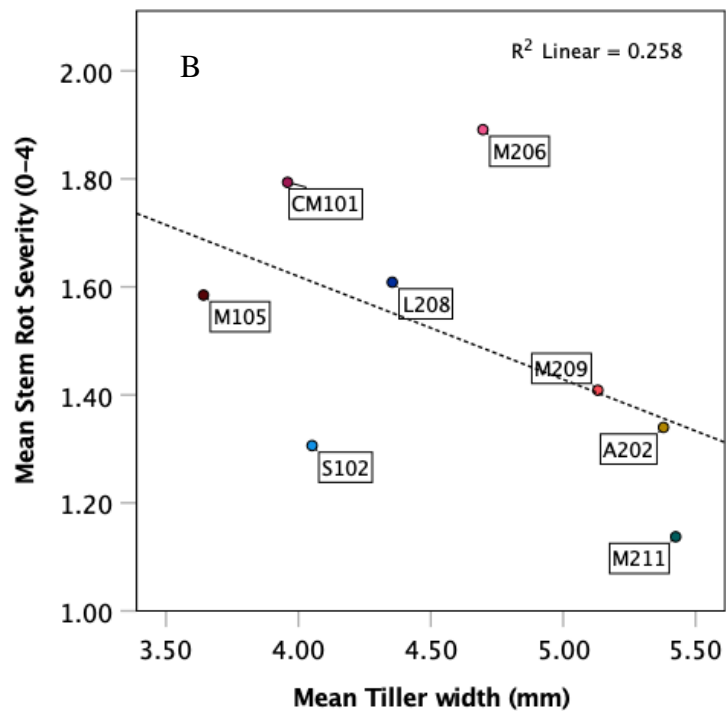 B
R² Linear = 0.258
Mean Stem Rot Severity (0–4)
2.00
1.80
1.60
1.40
1.20
1.00
M206
CM101
L208
M105
M209
A202
S102
M211
3.50 4.00 4.50 5.00 5.50
Mean Tiller width (mm)